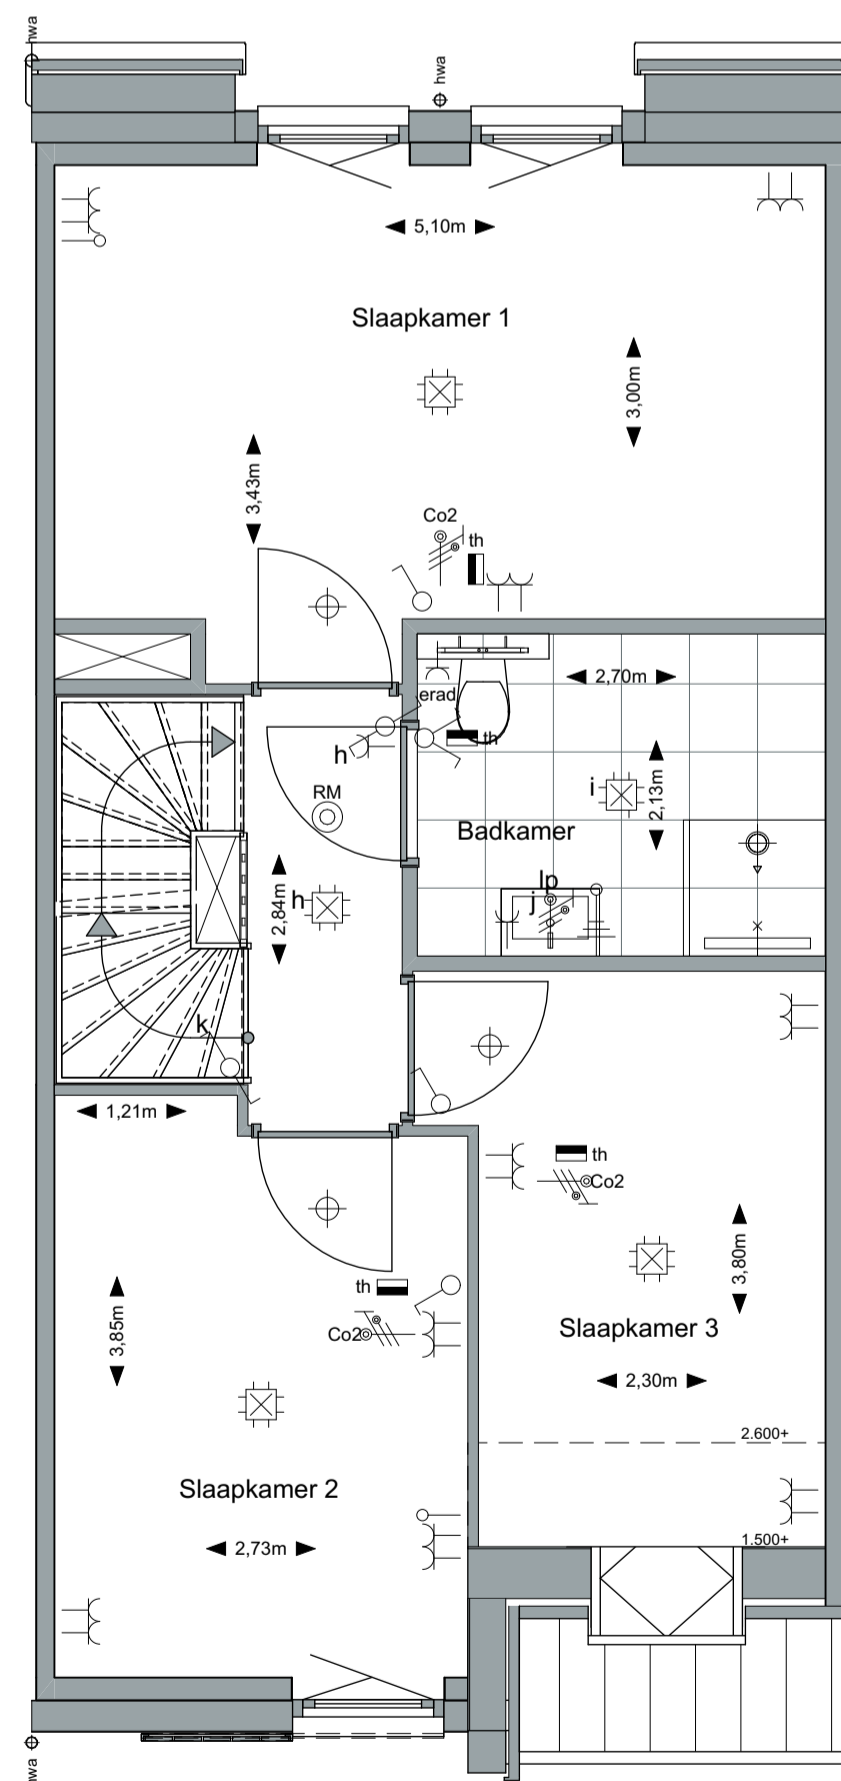 hwa
hwa
5,10m
Slaapkamer 1
3,00m
3,43m
Co2
th
2,70m
erad
h
th
RM
i
2,13m
Badkamer
lp
j
2,84m
h
k
1,21m
th
Co2
3,80m
th
3,85m
Co2
Slaapkamer 3
2,30m
2.600+
Slaapkamer 2
1.500+
2,73m
hwa